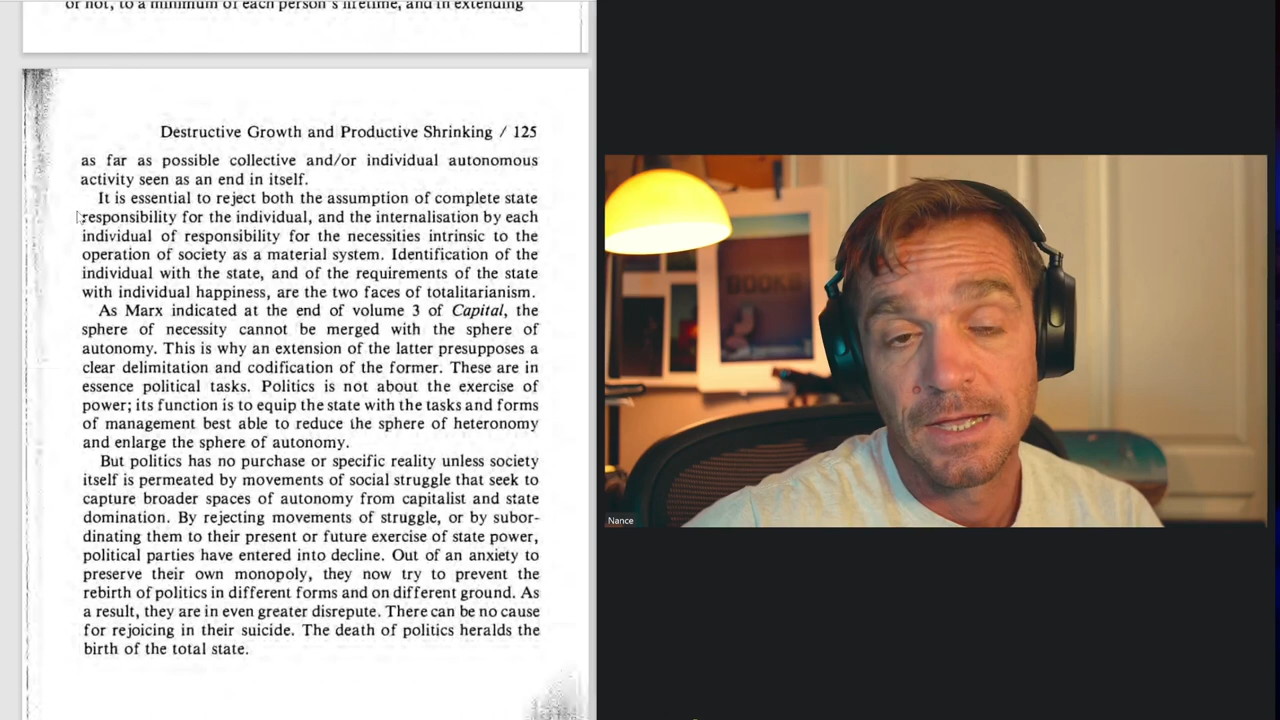 or not, to a minimum of each person's lifetime, and in extending
Destructive Growth and Productive Shrinking / 125
as far as possible collective and/or individual autonomous
activity seen as an end in itself.
It is essential to reject both the assumption of complete state
responsibility for the individual, and the internalisation by each
individual of responsibility for the necessities intrinsic to the
operation of society as a material system. Identification of the
individual with the state, and of the requirements of the state
with individual happiness, are the two faces of totalitarianism.
As Marx indicated at the end of volume 3 of Capital, the
sphere of necessity cannot be merged with the sphere of
autonomy. This is why an extension of the latter presupposes a
clear delimitation and codification of the former. These are in
essence political tasks. Politics is not about the exercise of
power; its function is to equip the state with the tasks and forms
of management best able to reduce the sphere of heteronomy
and enlarge the sphere of autonomy.
But politics has no purchase or specific reality unless society
itself is permeated by movements of social struggle that seek to
capture broader spaces of autonomy from capitalist and state
domination. By rejecting movements of struggle, or by subor-
dinating them to their present or future exercise of state power,
political parties have entered into decline. Out of an anxiety to
preserve their own monopoly, they now try to prevent the
rebirth of politics in different forms and on different ground. As
a result, they are in even greater disrepute. There can be no cause
for rejoicing in their suicide. The death of politics heralds the
birth of the total state.
BOOKS
Nance